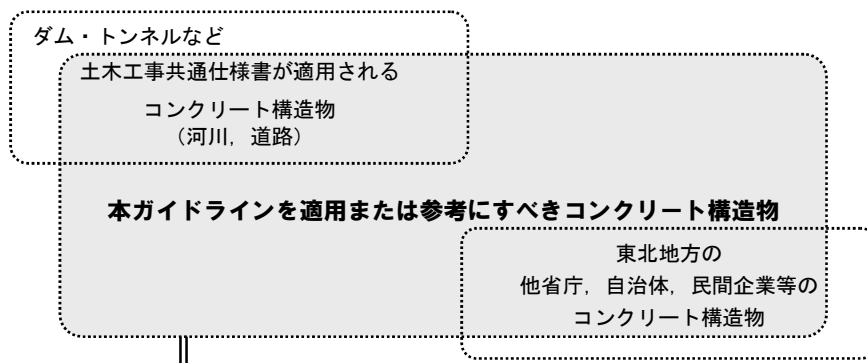 ダム・トンネルなど
土木工事共通仕様書が適用される
コンクリート構造物
（河川，道路）
本ガイドラインを適用または参考にすべきコンクリート構造物
東北地方の
他省庁，自治体，民間企業等の
コンクリート構造物